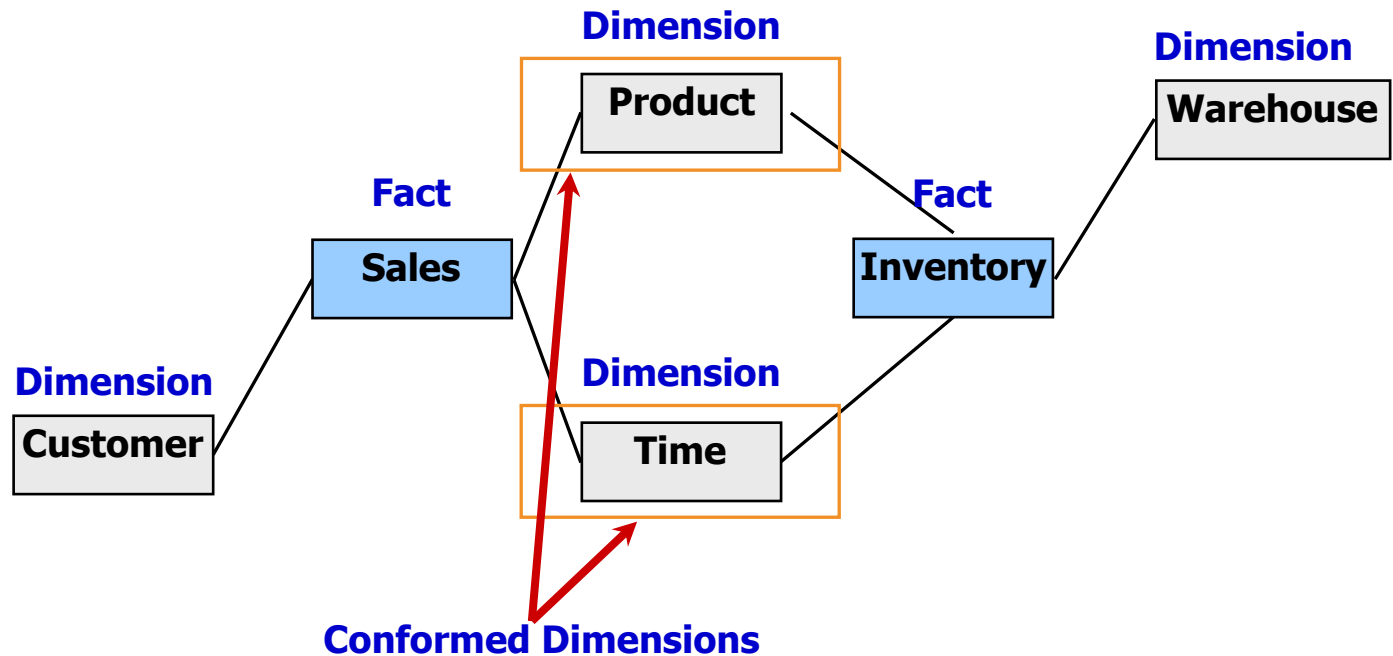 Dimension
Product
Dimension
Warehouse
Fact
Sales
Fact
Inventory
Dimension
Customer
Dimension
Time
Conformed Dimensions